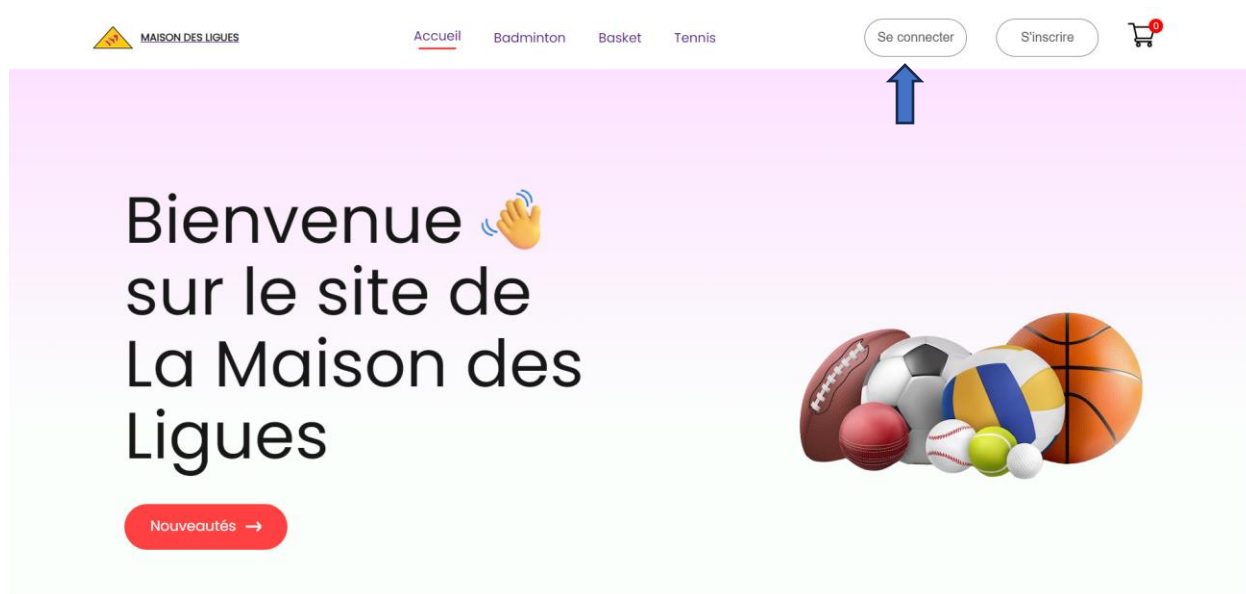 MAISON DES LIGUES
Accueil Badminton Basket Tennis
Se connecter S'inscrire 0
Bienvenue
sur le site de
La Maison des
Ligues
Nouveautés →